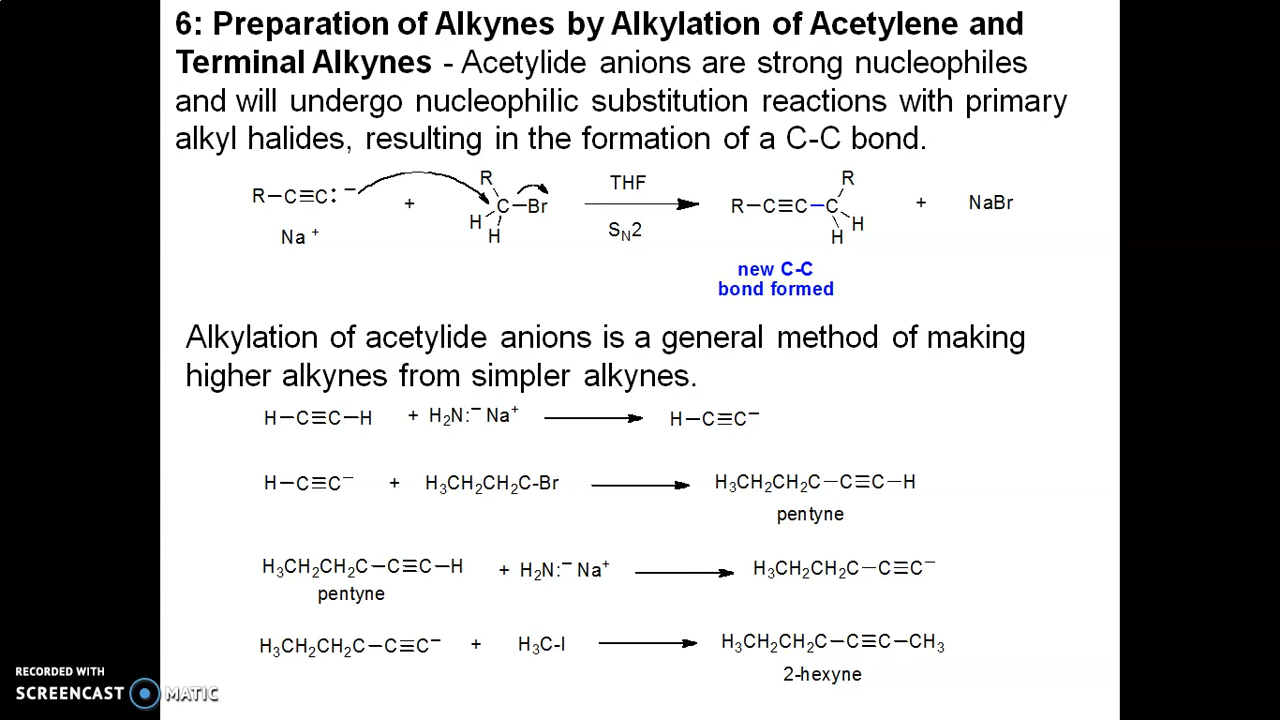 6: Preparation of Alkynes by Alkylation of Acetylene and
Terminal Alkynes - Acetylide anions are strong nucleophiles
and will undergo nucleophilic substitution reactions with primary
alkyl halides, resulting in the formation of a C-C bond.
R−C≡C:⁻ + R C−Br H H THF R−C≡C−C R H H + NaBr
Na⁺ S_N2
new C-C
bond formed
Alkylation of acetylide anions is a general method of making
higher alkynes from simpler alkynes.
H−C≡C−H + H₂N:⁻ Na⁺ H−C≡C⁻
H−C≡C⁻ + H₃CH₂CH₂C-Br H₃CH₂CH₂C−C≡C−H
pentyne
H₃CH₂CH₂C−C≡C−H + H₂N:⁻ Na⁺ H₃CH₂CH₂C−C≡C⁻
pentyne
H₃CH₂CH₂C−C≡C⁻ + H₃C-I H₃CH₂CH₂C−C≡C−CH₃
2-hexyne
RECORDED WITH
SCREENCAST MATIC